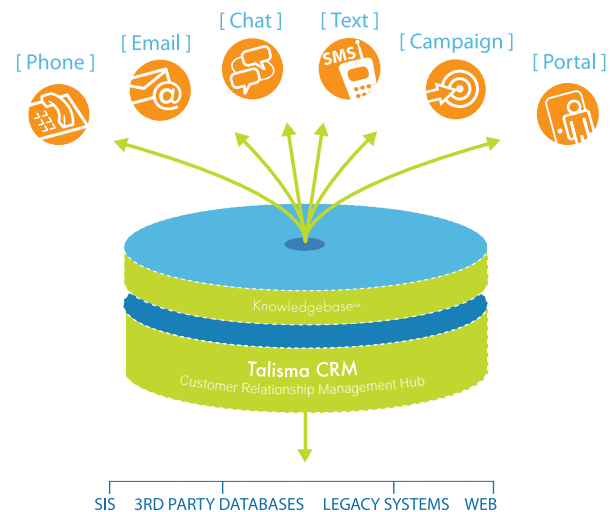 [ Phone ]
[ Email ]
[ Chat ]
[ Text ]
[ Campaign ]
[ Portal ]
SMS
@
Knowledgebase™
Talisma CRM
Customer Relationship Management Hub
SIS 3RD PARTY DATABASES LEGACY SYSTEMS WEB